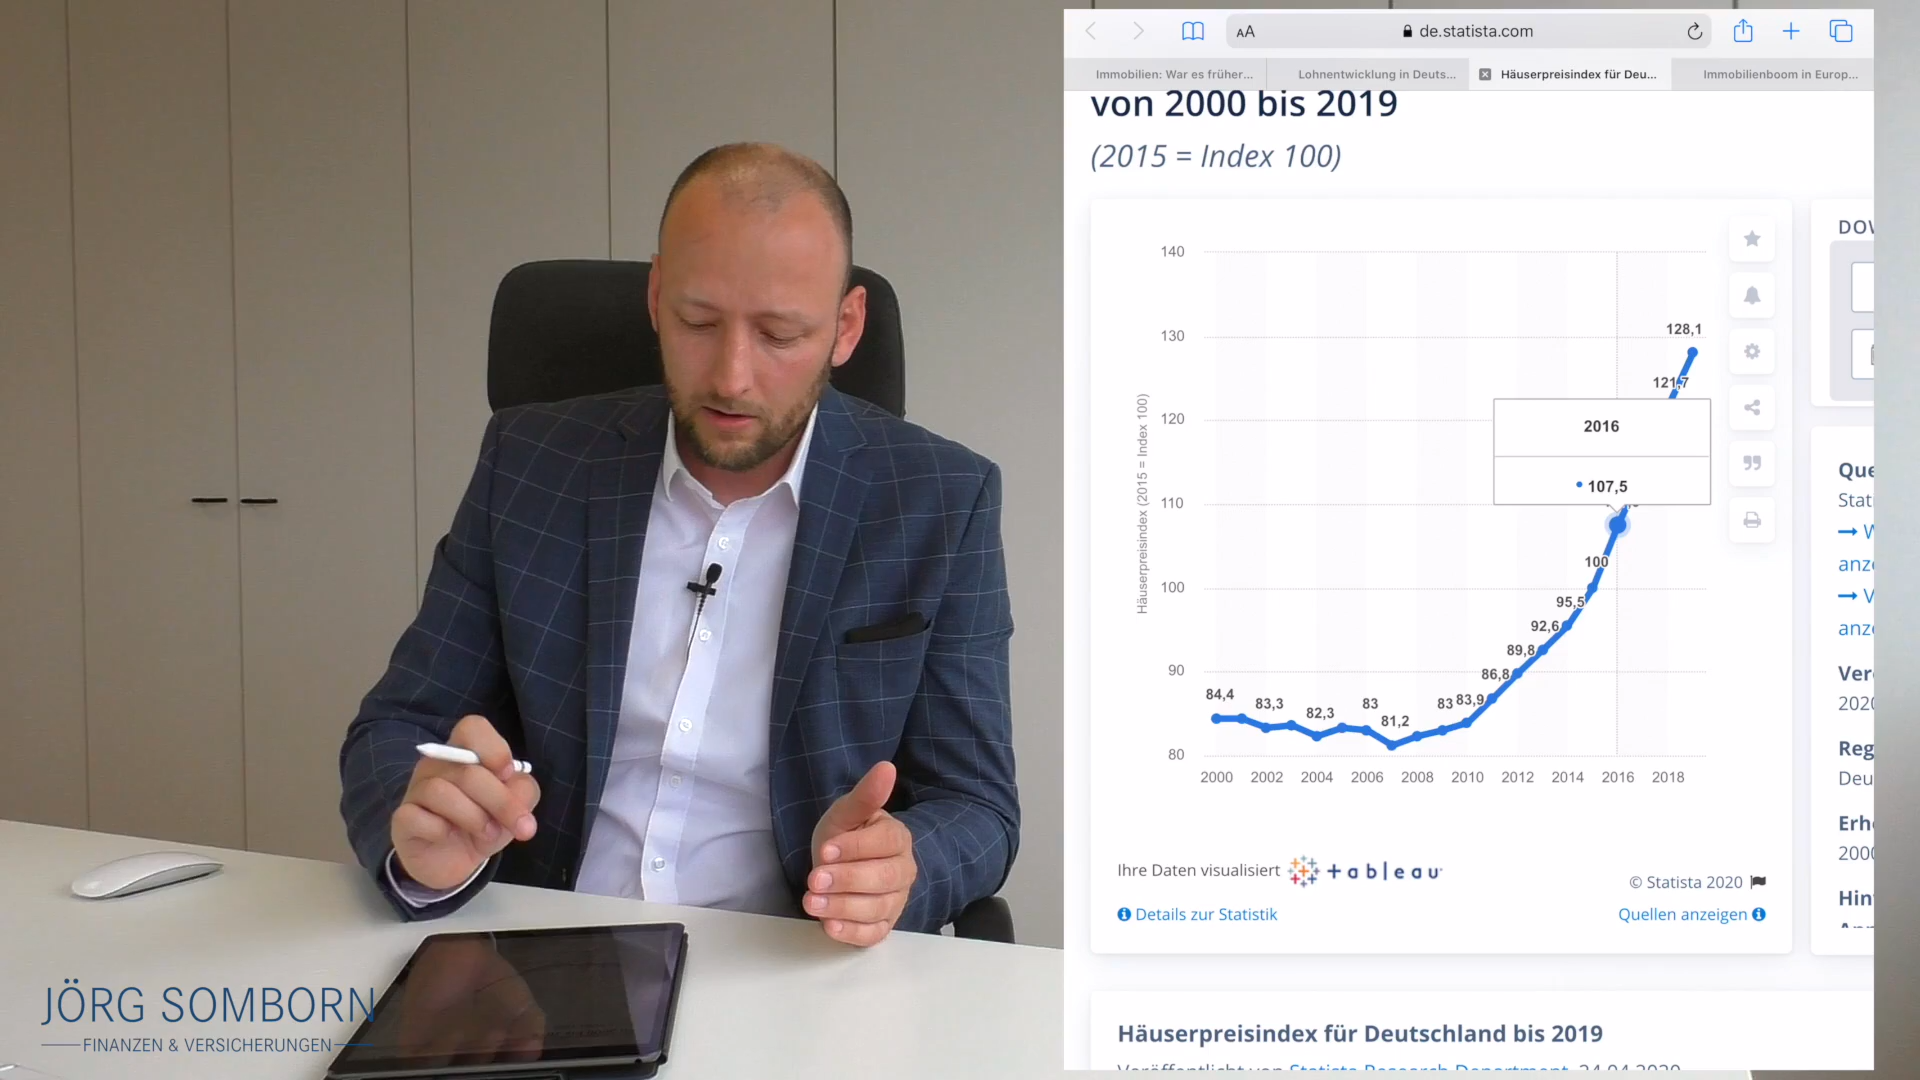 AA
de.statista.com
Immobilien: War es früher...
Lohnentwicklung in Deuts...
Häuserpreisindex für Deu...
Immobilienboom in Europ...
von 2000 bis 2019
(2015 = Index 100)
140
130
120
110
100
90
80
Häuserpreisindex (2015 = Index 100)
128,1
121,7
2016
107,5
100
95,5
92,6
89,8
86,8
83,9
83
81,2
83
82,3
83,3
84,4
2000 2002 2004 2006 2008 2010 2012 2014 2016 2018
Ihre Daten visualisiert +ableau
© Statista 2020
Details zur Statistik
Quellen anzeigen
Häuserpreisindex für Deutschland bis 2019
JÖRG SOMBORN
FINANZEN & VERSICHERUNGEN